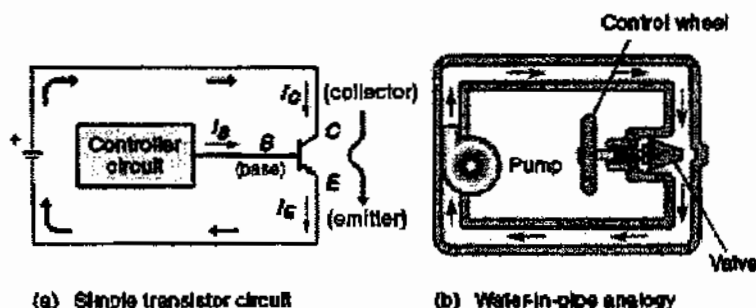 Control wheel
+
I_C (collector)
C
Controller circuit
I_B
B
(base)
E
I_E
(emitter)
Pump
Valve
(a) Simple transistor circuit
(b) Water-in-pipe analogy